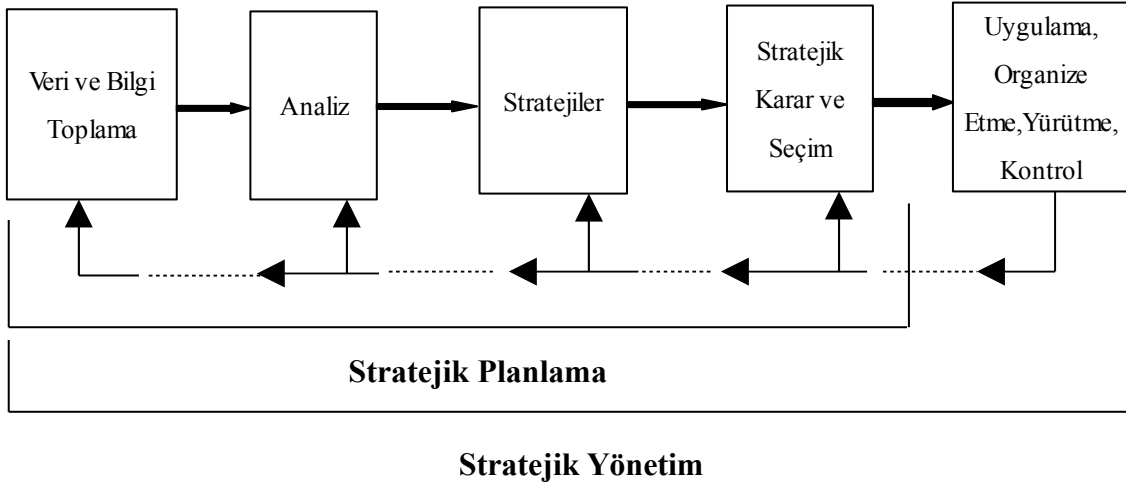 Veri ve Bilgi
Toplama
Analiz
Stratejiler
Stratejik
Karar ve
Seçim
Uygulama,
Organize
Etme,Yürütme,
Kontrol
Stratejik Planlama
Stratejik Yönetim